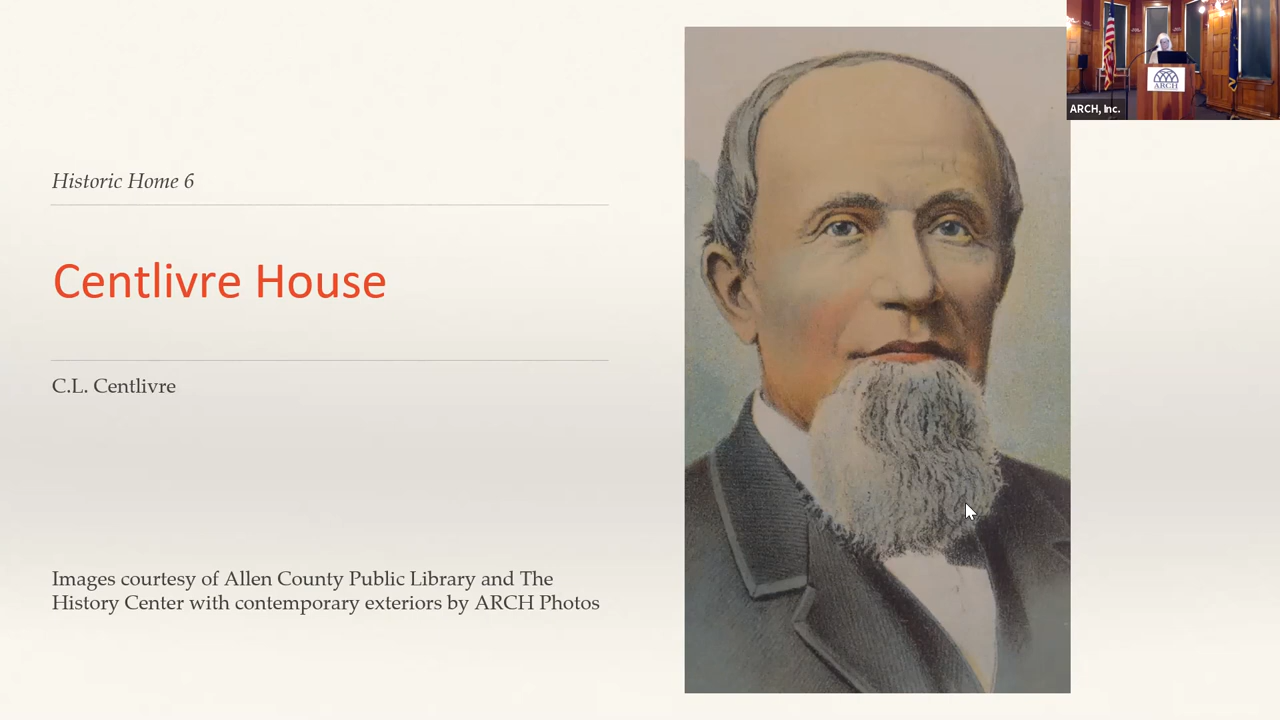 Historic Home 6
Centlivre House
C.L. Centlivre
Images courtesy of Allen County Public Library and The
History Center with contemporary exteriors by ARCH Photos
ARCH
ARCH, Inc.